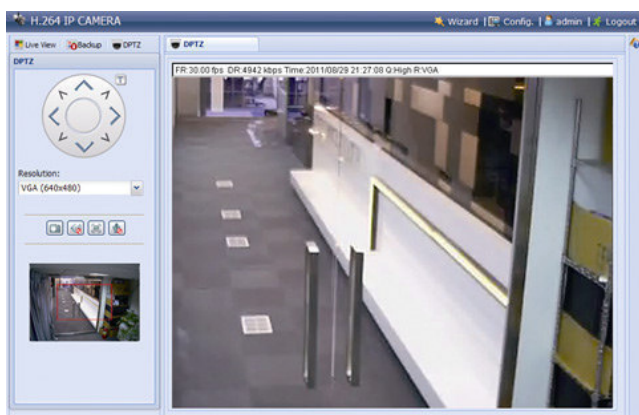 H.264 IP CAMERA
Wizard | Config. | admin | Logout
Live View Backup DPTZ
DPTZ
DPTZ
FR:30.00 fps DR:4942 kbps Time:2011/08/29 21:27:08 Q:High R:VGA
T
Resolution:
VGA (640x480)